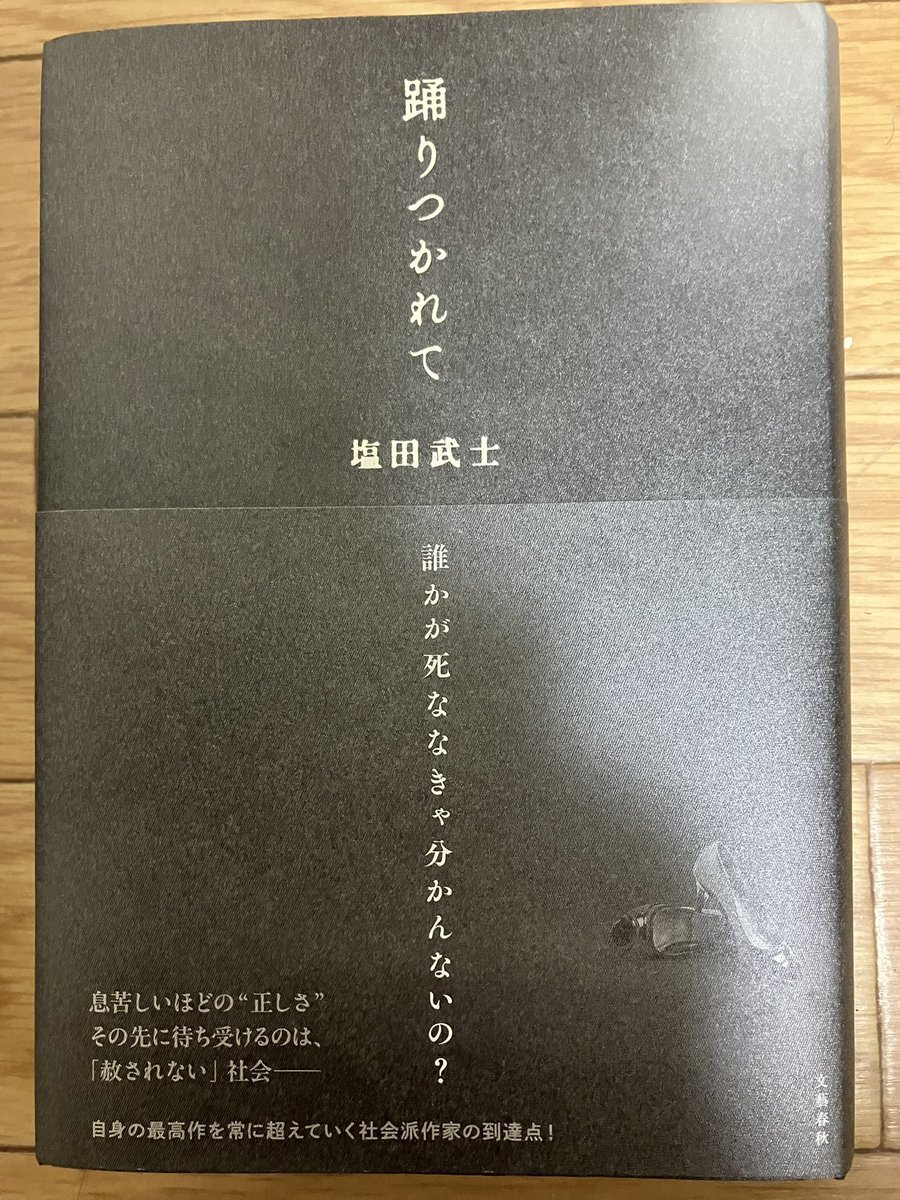 踊りつかれて
塩田武士
誰かが死ななきゃ分かんないの？
息苦しいほどの“正しさ”
その先に待ち受けるのは、
「赦されない」社会――
自身の最高作を常に超えていく社会派作家の到達点！
文藝春秋